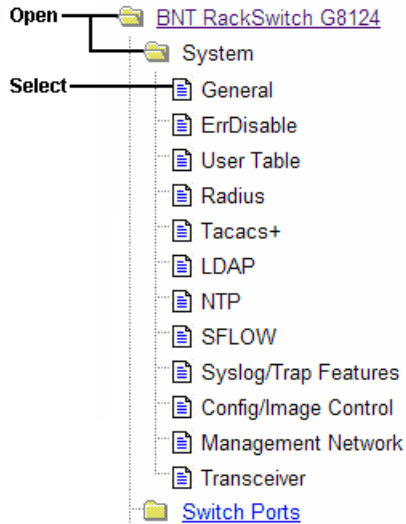 Open BNT RackSwitch G8124
System
Select General
ErrDisable
User Table
Radius
Tacacs+
LDAP
NTP
SFLOW
Syslog/Trap Features
Config/Image Control
Management Network
Transceiver
Switch Ports